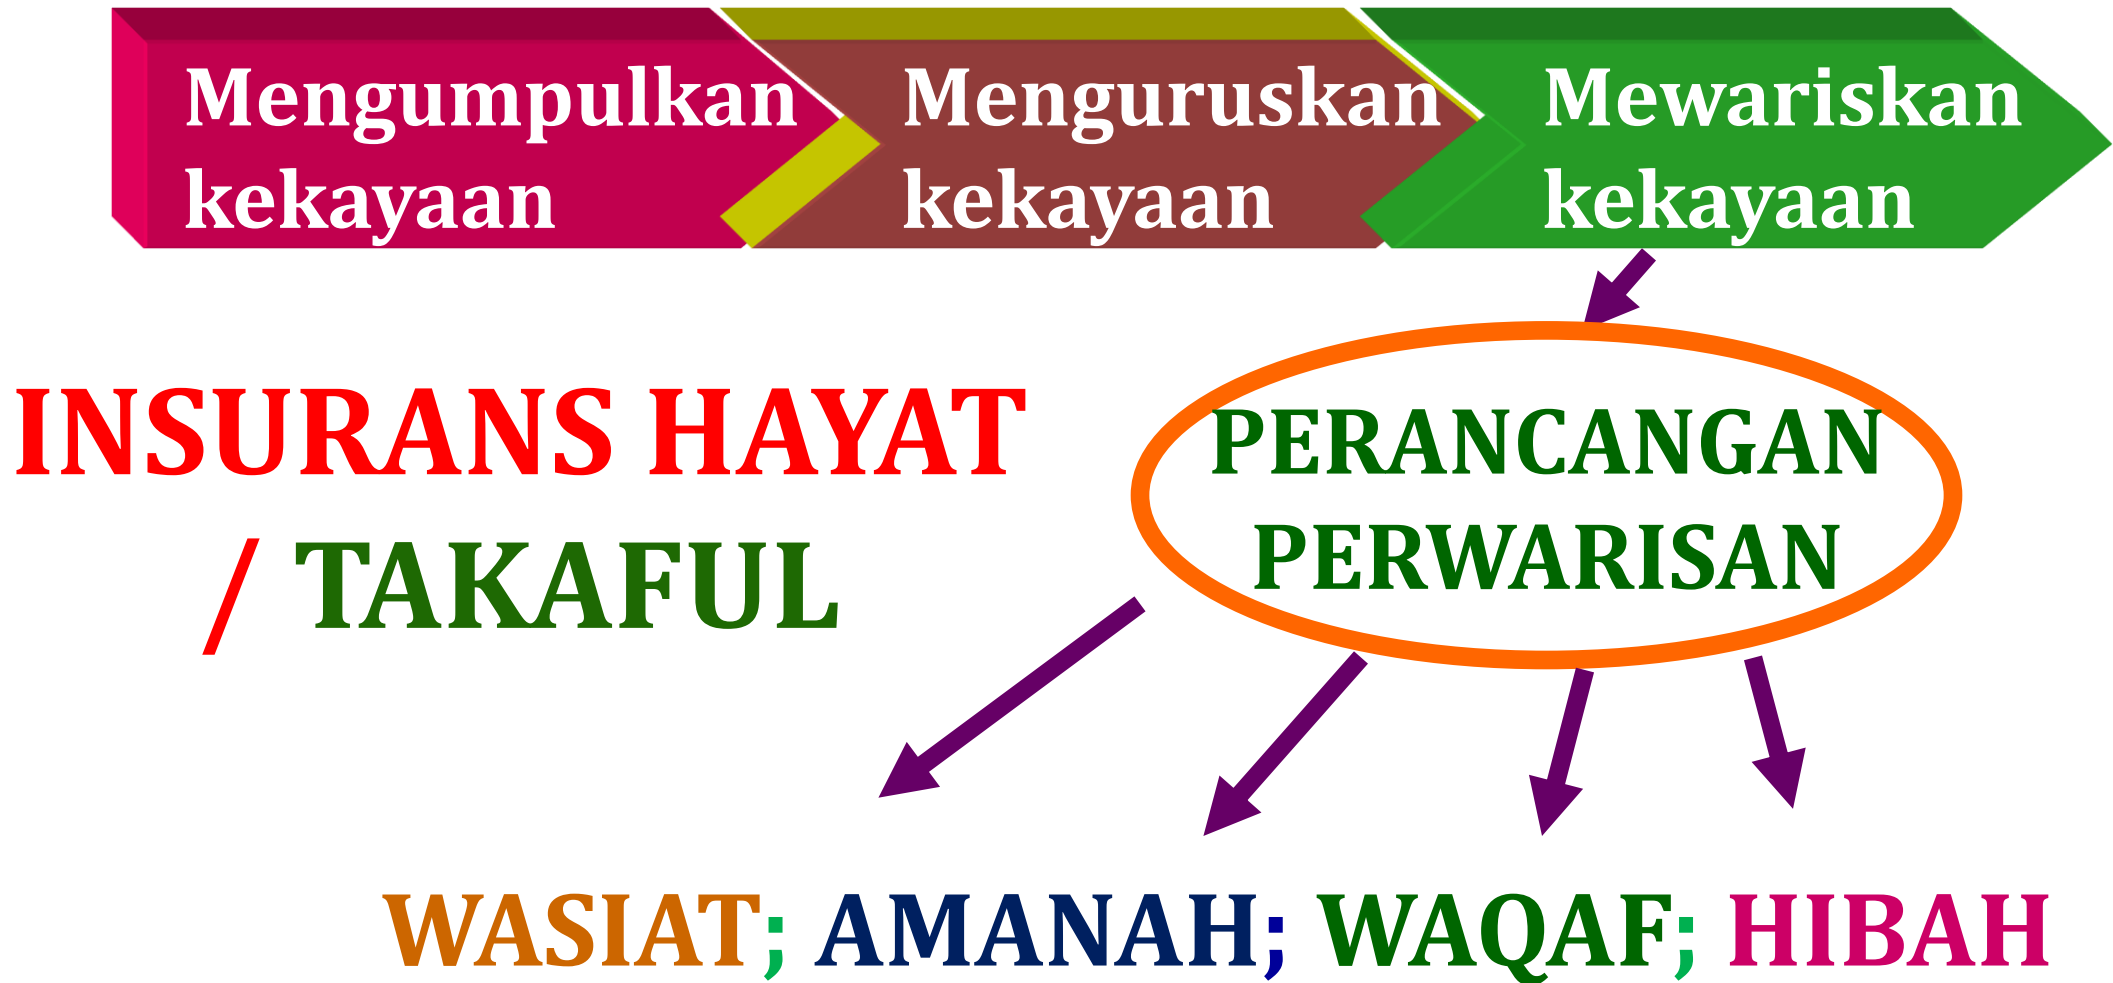 Mengumpulkan
kekayaan
Menguruskan
kekayaan
Mewariskan
kekayaan
INSURANS HAYAT
/ TAKAFUL
PERANCANGAN
PERWARISAN
WASIAT; AMANAH; WAQAF; HIBAH